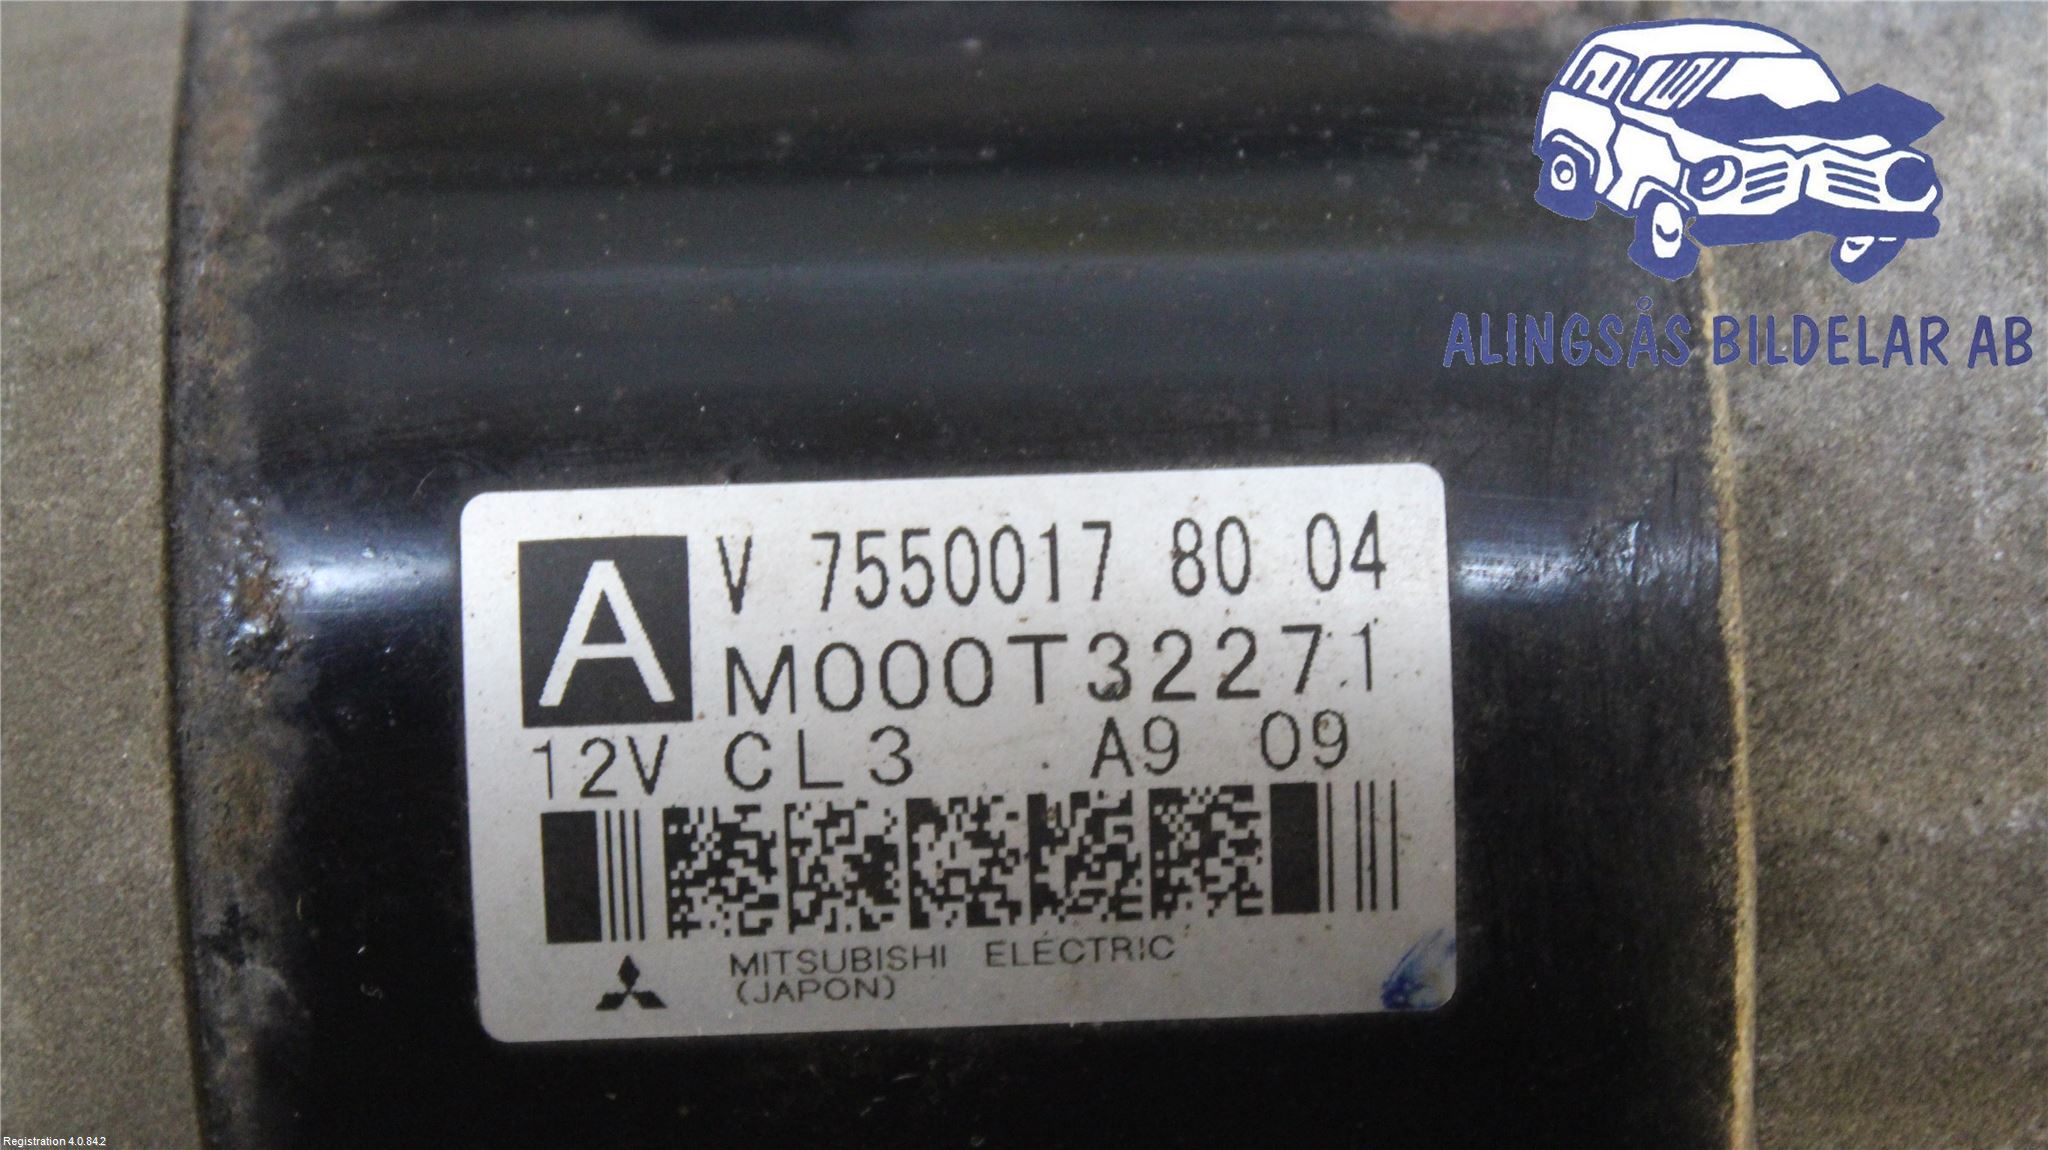 ALINGSÅS BILDELAR AB
A
V 7550017 80 04
M000T32271
12V CL3 A9 09
MITSUBISHI ELECTRIC
(JAPON)
Registration 4.0.84.2